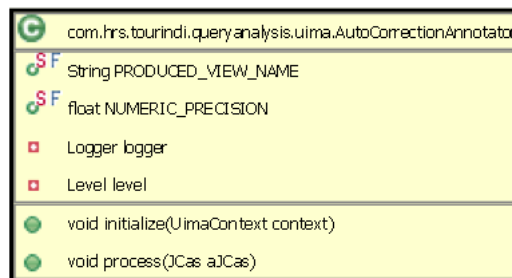 C com.hrs.tourindi.queryanalysis.uima.AutoCorrectionAnnotator
S F String PRODUCED_VIEW_NAME
S F float NUMERIC_PRECISION
Logger logger
Level level
void initialize(UimaContext context)
void process(JCas aJCas)